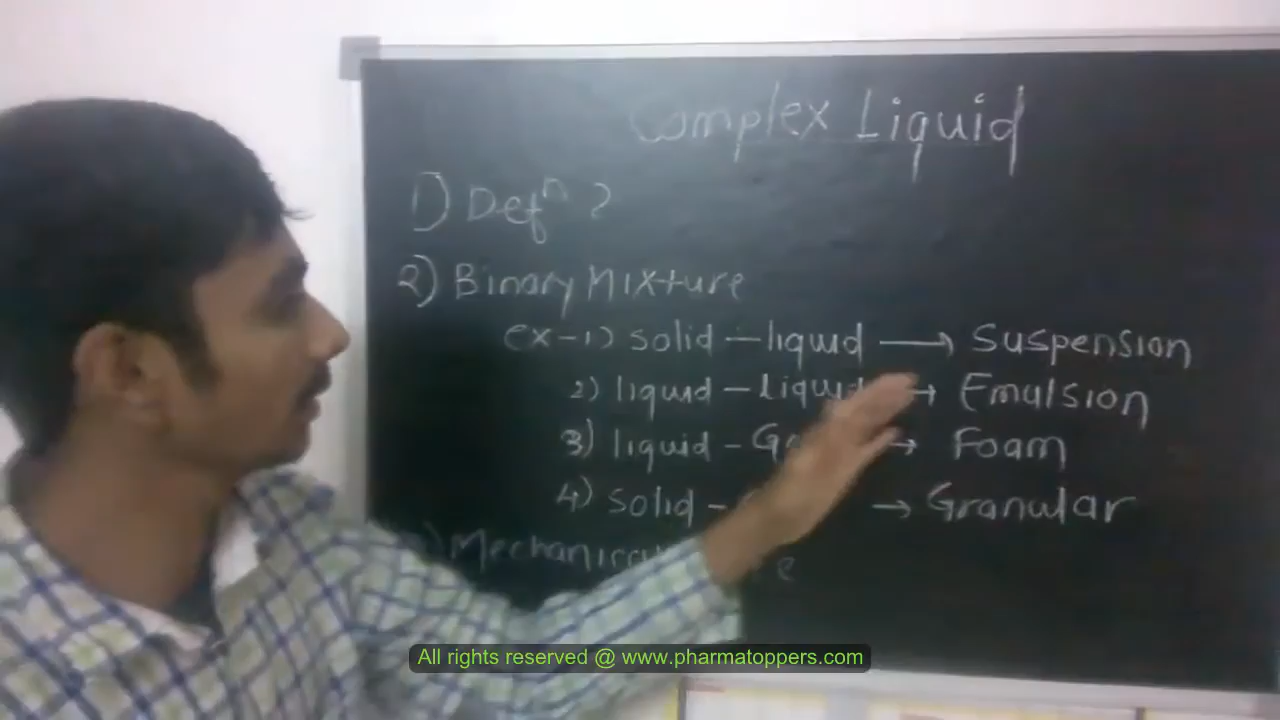 Complex Liquid
1) Defⁿ ?
2) Binary Mixture
ex-1) solid - liquid → Suspension
2) liquid - Liquid → Emulsion
3) liquid - → Foam
4) solid - → Granular
All rights reserved @ www.pharmatoppers.com